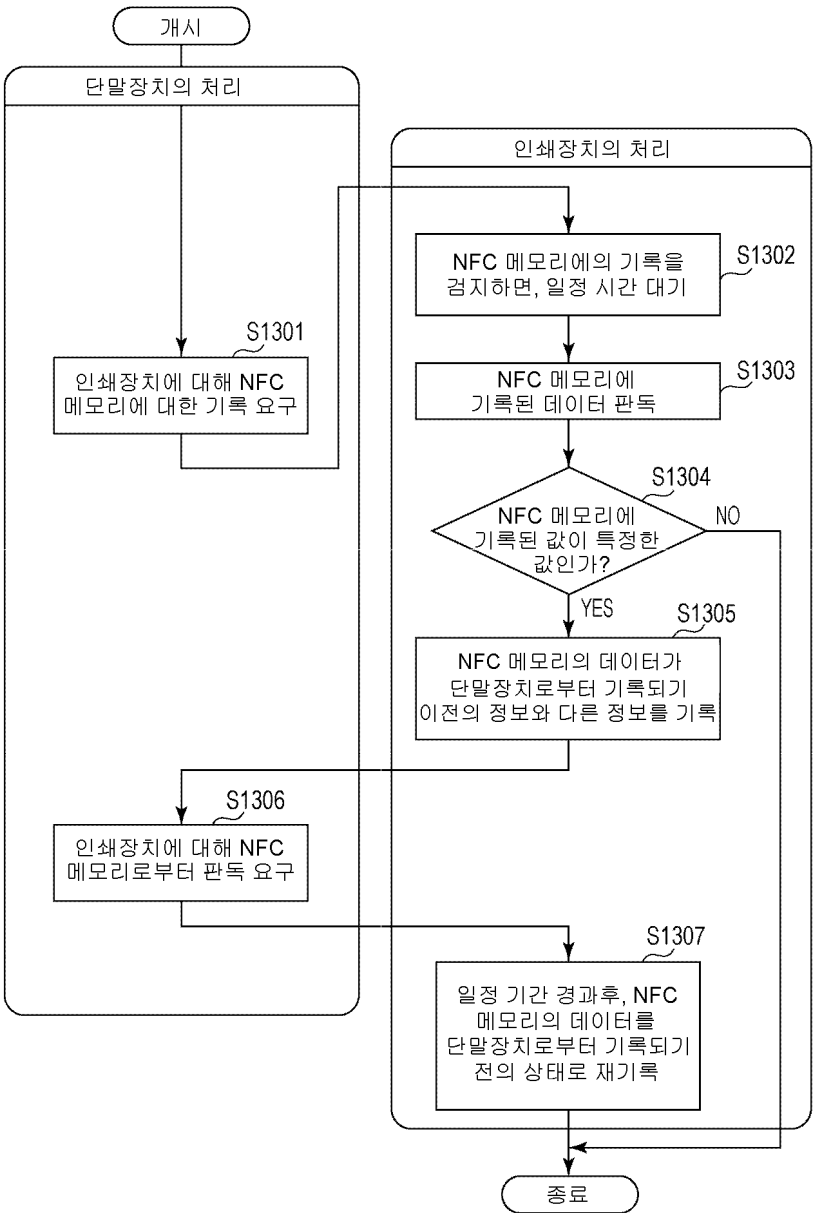 개시
단말장치의 처리
인쇄장치의 처리
S1302
NFC 메모리에의 기록을
검지하면, 일정 시간 대기
S1301
인쇄장치에 대해 NFC
메모리에 대한 기록 요구
S1303
NFC 메모리에
기록된 데이터 판독
S1304
NFC 메모리에
기록된 값이 특정한
값인가?
NO
YES
S1305
NFC 메모리의 데이터가
단말장치로부터 기록되기
이전의 정보와 다른 정보를 기록
S1306
인쇄장치에 대해 NFC
메모리로부터 판독 요구
S1307
일정 기간 경과후, NFC
메모리의 데이터를
단말장치로부터 기록되기
전의 상태로 재기록
종료